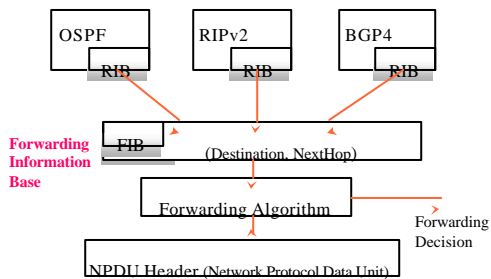 OSPF
RIPv2
BGP4
RIB
RIB
RIB
Forwarding
Information
Base
FIB
(Destination, NextHop)
Forwarding Algorithm
Forwarding
Decision
NPDU Header (Network Protocol Data Unit)